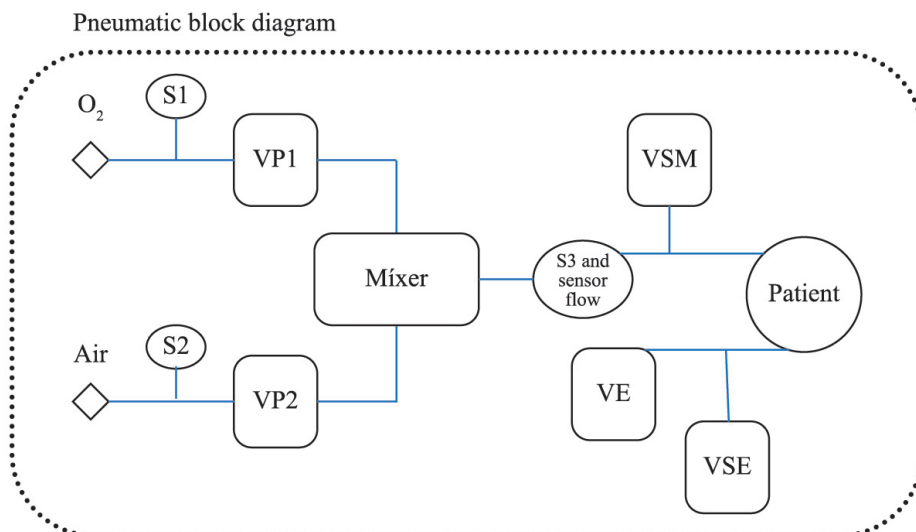 Pneumatic block diagram
O2
S1
VP1
VSM
Míxer
S3 and
sensor
flow
Patient
Air
S2
VP2
VE
VSE